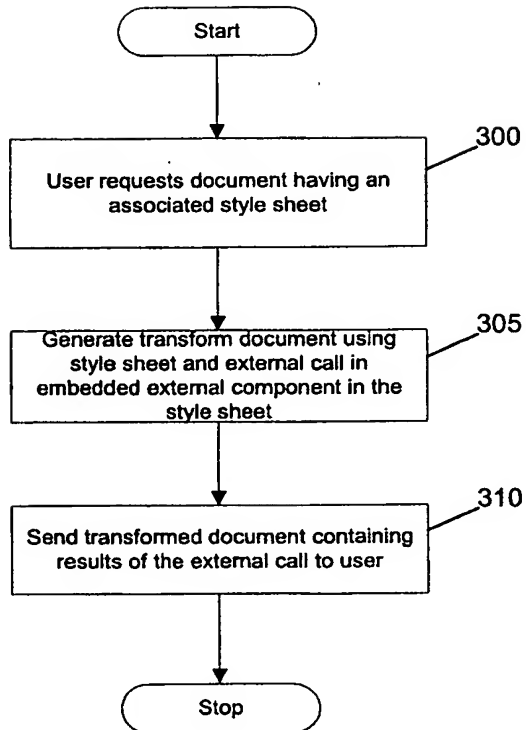 Start
300
User requests document having an
associated style sheet
305
Generate transform document using
style sheet and external call in
embedded external component in the
style sheet
310
Send transformed document containing
results of the external call to user
Stop